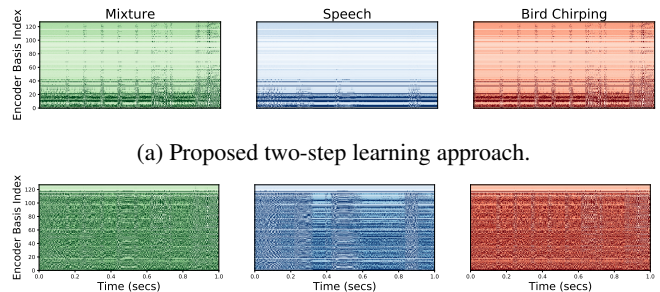 Mixture Speech Bird Chirping
Encoder Basis Index
120
100
80
60
40
20
0
(a) Proposed two-step learning approach.
Encoder Basis Index
120
100
80
60
40
20
0
0.0 0.2 0.4 0.6 0.8 1.0 0.0 0.2 0.4 0.6 0.8 1.0 0.0 0.2 0.4 0.6 0.8 1.0
Time (secs) Time (secs) Time (secs)